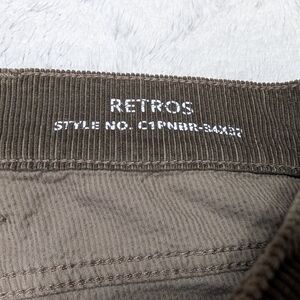 RETROS
STYLE NO. C1PNBR-34X32